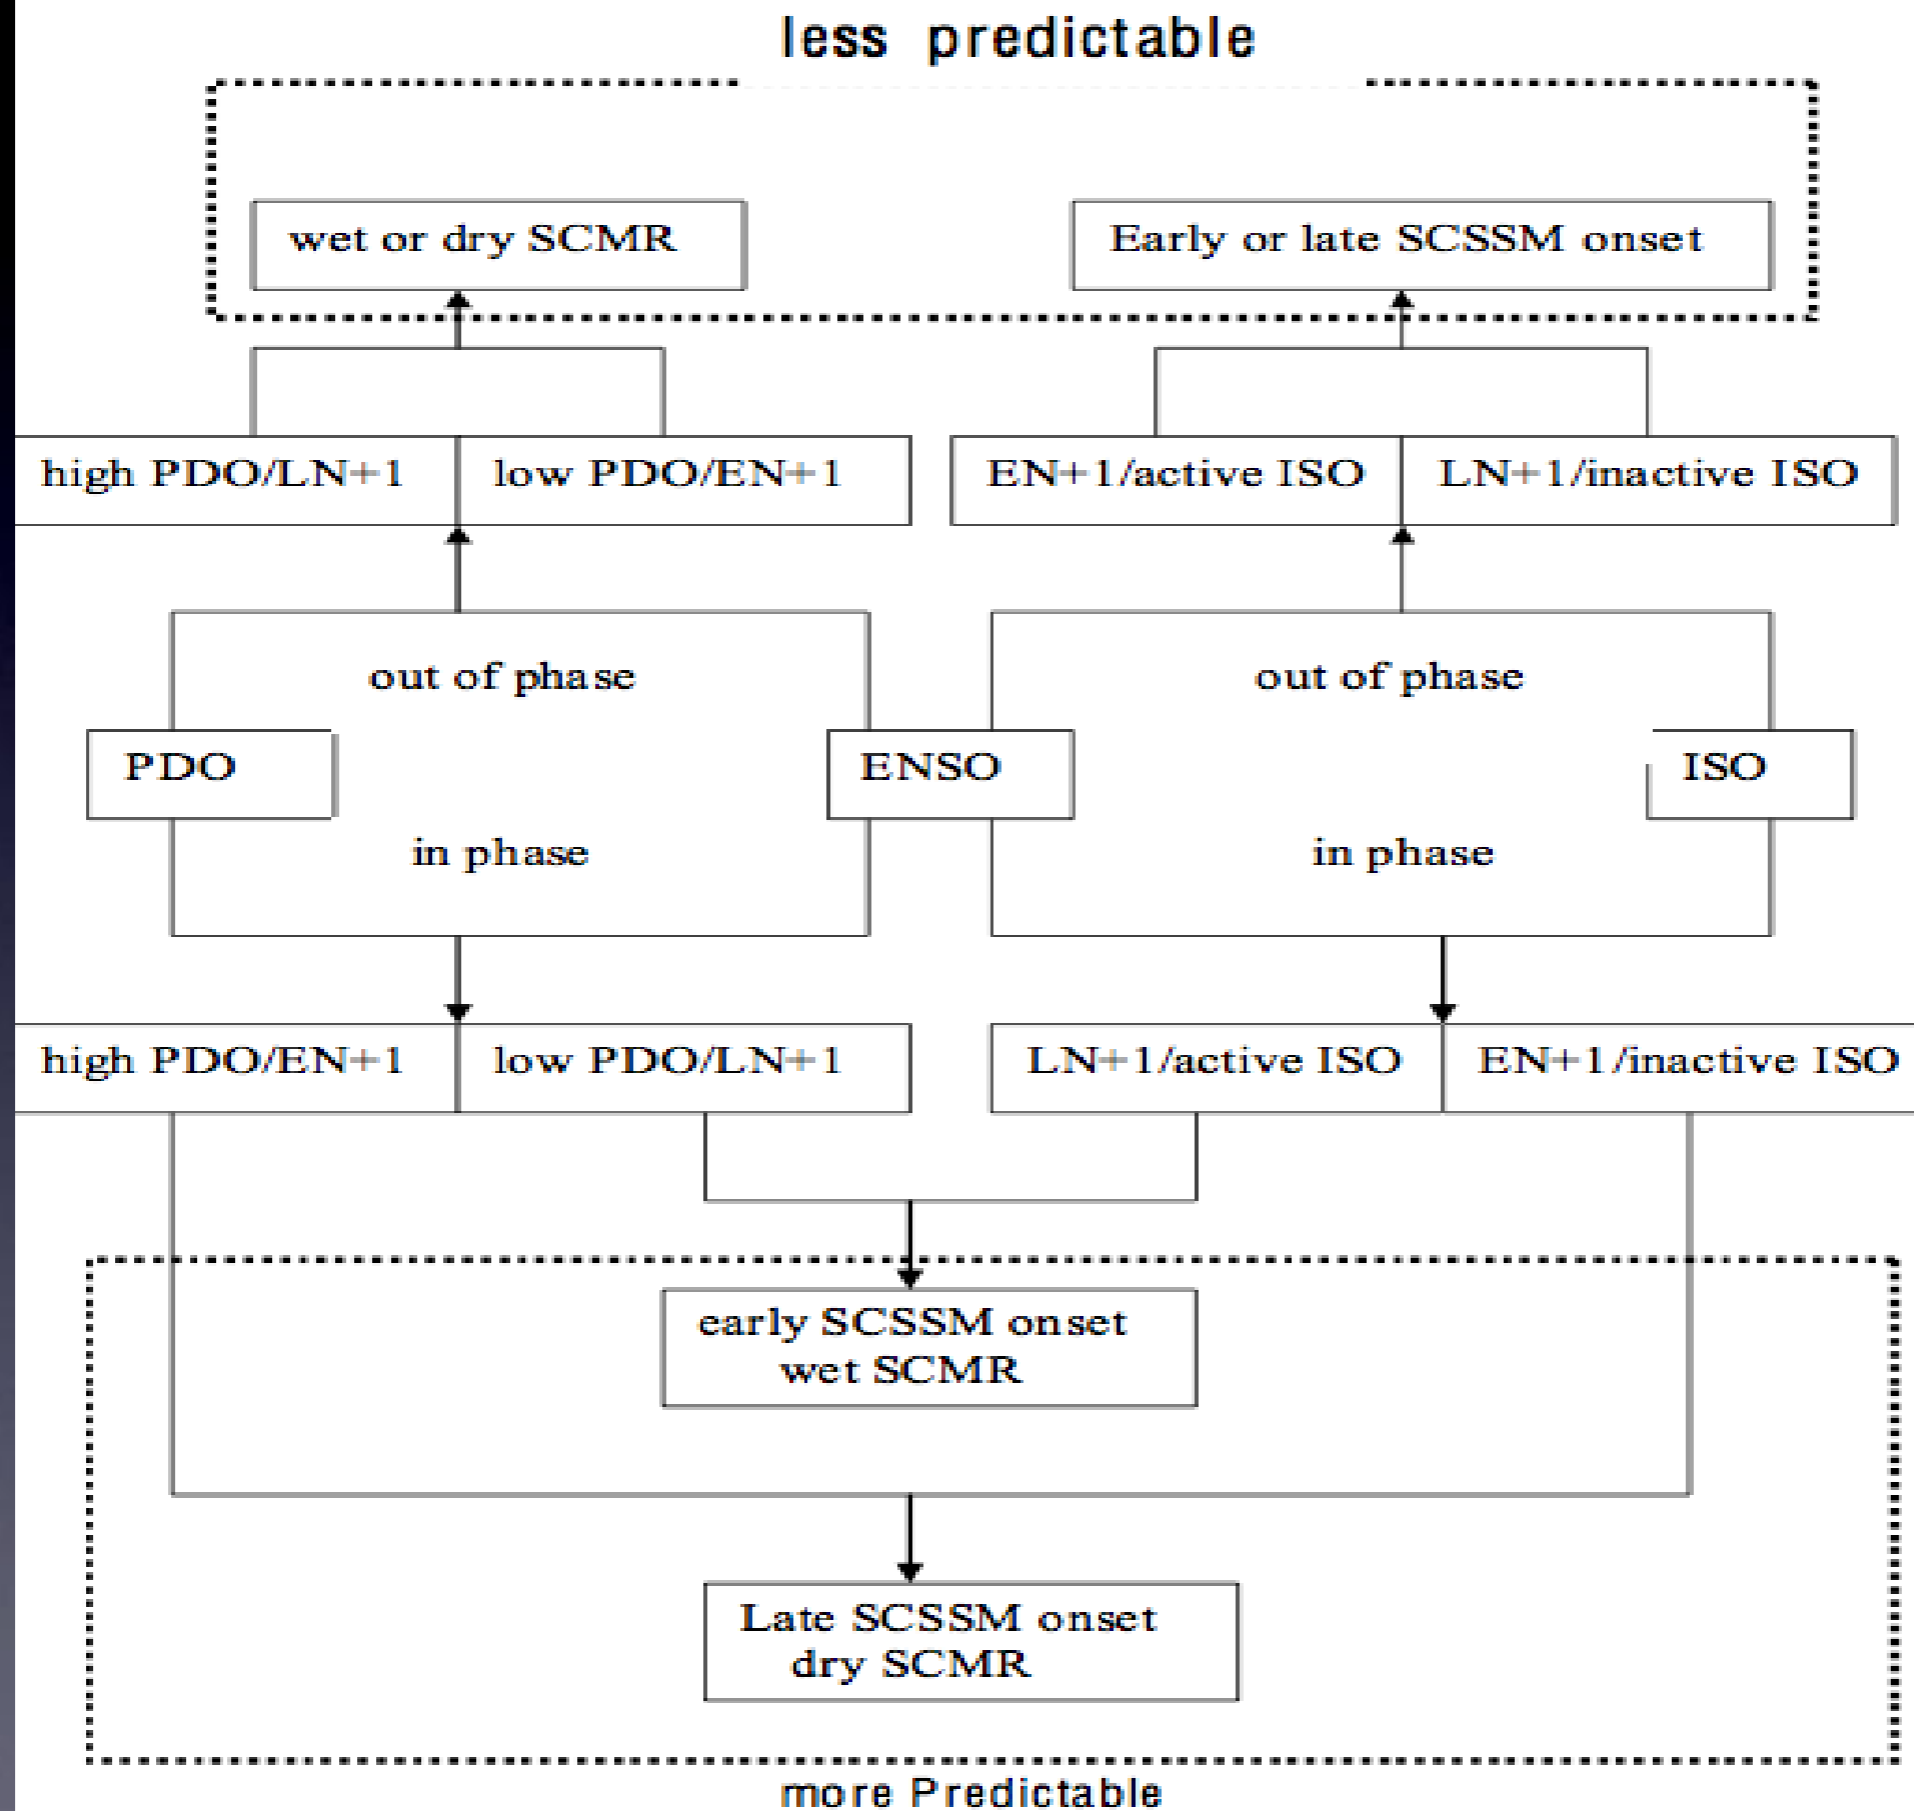 less predictable
wet or dry SCMR
Early or late SCSSM onset
high PDO/LN+1
low PDO/EN+1
EN+1/active ISO
LN+1/inactive ISO
out of phase
out of phase
PDO
ENSO
ISO
in phase
in phase
high PDO/EN+1
low PDO/LN+1
LN+1/active ISO
EN+1/inactive ISO
early SCSSM onset
wet SCMR
Late SCSSM onset
dry SCMR
more Predictable